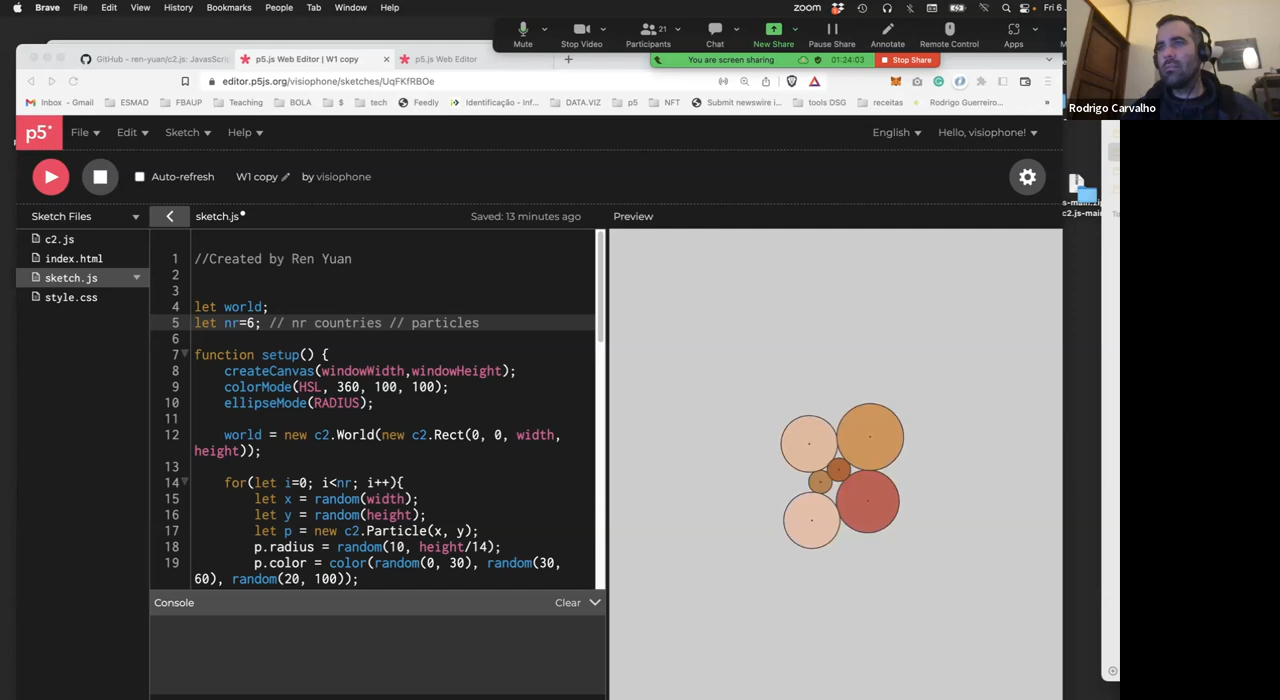 Brave File Edit View History Bookmarks People Tab Window Help zoom Fri 6
Mute Stop Video 21 Participants Chat New Share Pause Share Annotate Remote Control Apps
You are screen sharing 01:24:03 Stop Share
GitHub - ren-yuan/c2.js: JavaScri p5.js Web Editor | W1 copy p5.js Web Editor
editor.p5js.org/visiophone/sketches/UqFKfRBOe
Inbox - Gmail ESMAD FBAUP Teaching BOLA $ tech Feedly Identificação - Inf... DATA.VIZ p5 NFT Submit newswire i... tools DSG receitas Rodrigo Guerreiro... »
Rodrigo Carvalho
p5* File Edit Sketch Help English Hello, visiophone!
Auto-refresh W1 copy by visiophone
Sketch Files sketch.js Saved: 13 minutes ago Preview
c2.js
index.html
sketch.js
style.css
1 //Created by Ren Yuan
2
3
4 let world;
5 let nr=6; // nr countries // particles
6
7 function setup() {
8 createCanvas(windowWidth,windowHeight);
9 colorMode(HSL, 360, 100, 100);
10 ellipseMode(RADIUS);
11
12 world = new c2.World(new c2.Rect(0, 0, width,
height));
13
14 for(let i=0; i<nr; i++){
15 let x = random(width);
16 let y = random(height);
17 let p = new c2.Particle(x, y);
18 p.radius = random(10, height/14);
19 p.color = color(random(0, 30), random(30,
60), random(20, 100));
Console Clear
c2.js-mai